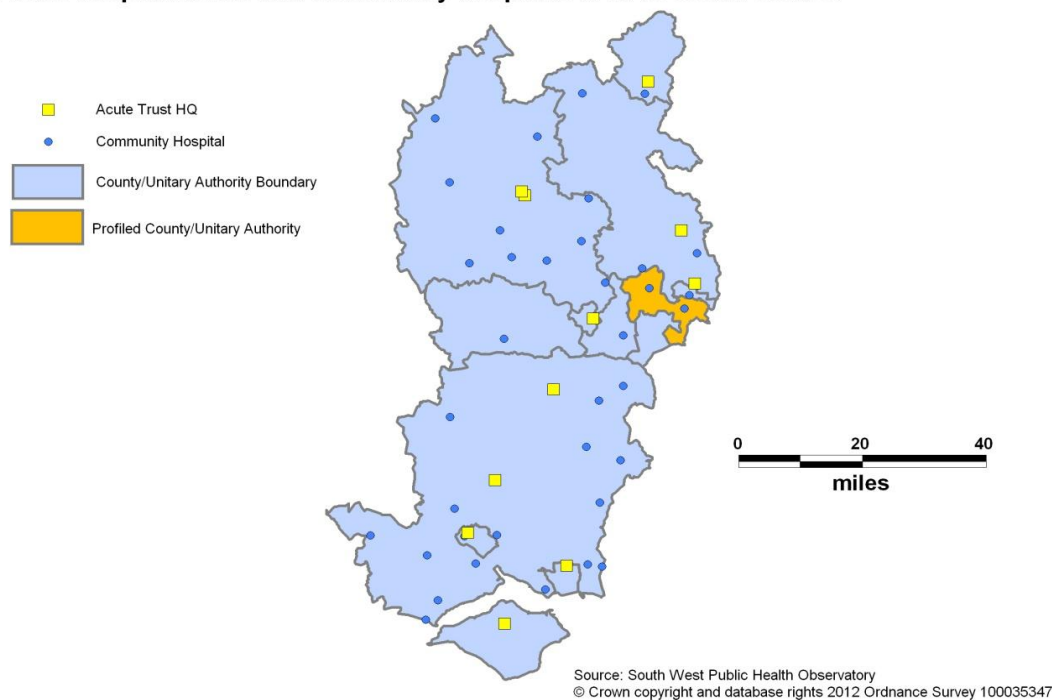 Acute Trust HQ
Community Hospital
County/Unitary Authority Boundary
Profiled County/Unitary Authority
0 20 40
miles
Source: South West Public Health Observatory
© Crown copyright and database rights 2012 Ordnance Survey 100035347